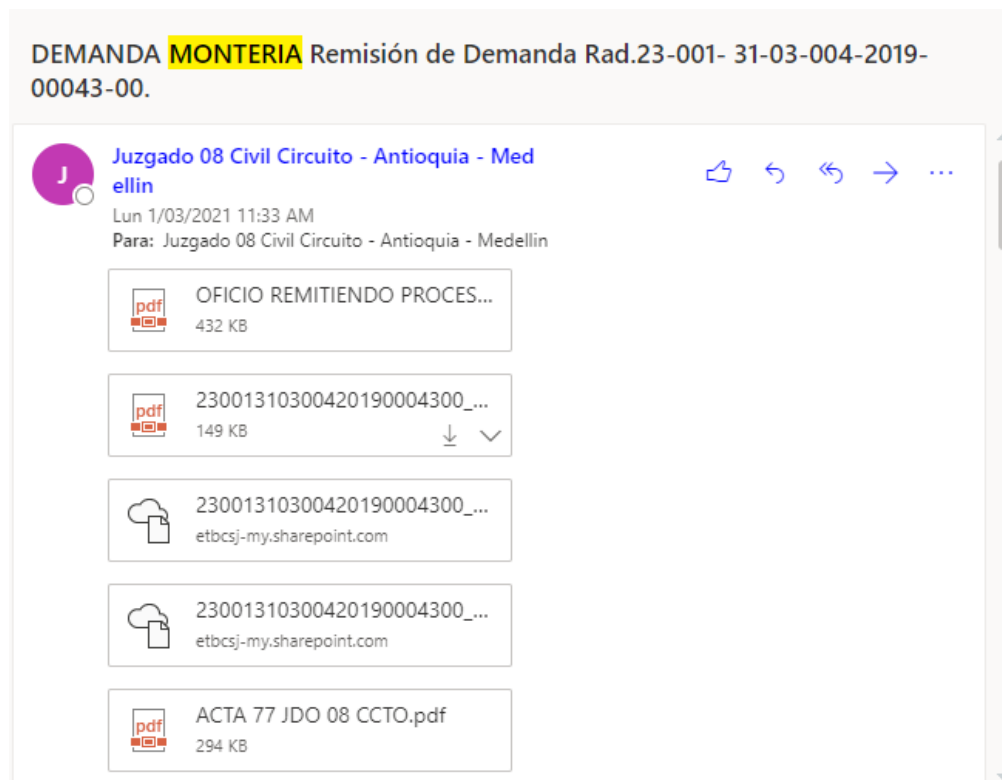 DEMANDA MONTERIA Remisión de Demanda Rad.23-001- 31-03-004-2019-
00043-00.
J
Juzgado 08 Civil Circuito - Antioquia - Med
ellin
Lun 1/03/2021 11:33 AM
Para: Juzgado 08 Civil Circuito - Antioquia - Medellin
pdf
OFICIO REMITIENDO PROCES...
432 KB
pdf
23001310300420190004300_...
149 KB
23001310300420190004300_...
etbcsj-my.sharepoint.com
23001310300420190004300_...
etbcsj-my.sharepoint.com
pdf
ACTA 77 JDO 08 CCTO.pdf
294 KB